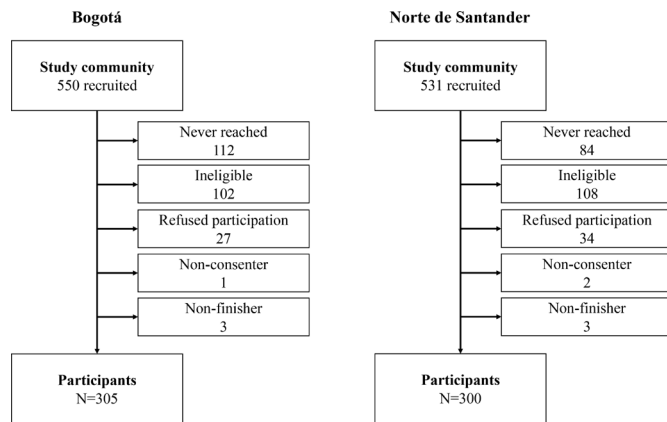 Bogotá
Study community
550 recruited
Never reached
112
Ineligible
102
Refused participation
27
Non-consenter
1
Non-finisher
3
Participants
N=305
Norte de Santander
Study community
531 recruited
Never reached
84
Ineligible
108
Refused participation
34
Non-consenter
2
Non-finisher
3
Participants
N=300